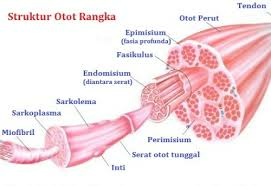 Struktur Otot Rangka
Tendon
Otot Perut
Epimisium
(fasia profunda)
Fasikulus
Endomisium
(diantara serat)
Sarkolema
Sarkoplasma
Miofibril
Perimisium
Serat otot tunggal
Inti